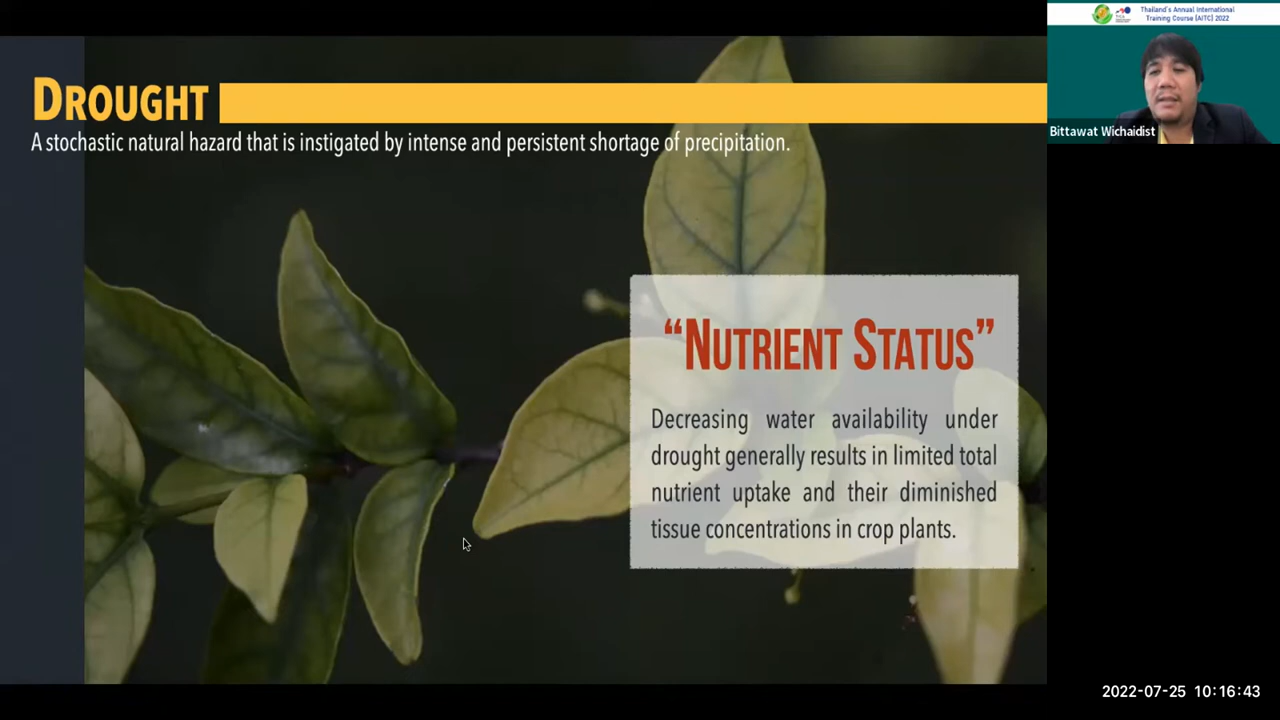 DROUGHT
A stochastic natural hazard that is instigated by intense and persistent shortage of precipitation.
“NUTRIENT STATUS”
Decreasing water availability under
drought generally results in limited total
nutrient uptake and their diminished
tissue concentrations in crop plants.
Thailand's Annual International
Training Course (AITC) 2022
Bittawat Wichaidist
2022-07-25 10:16:43